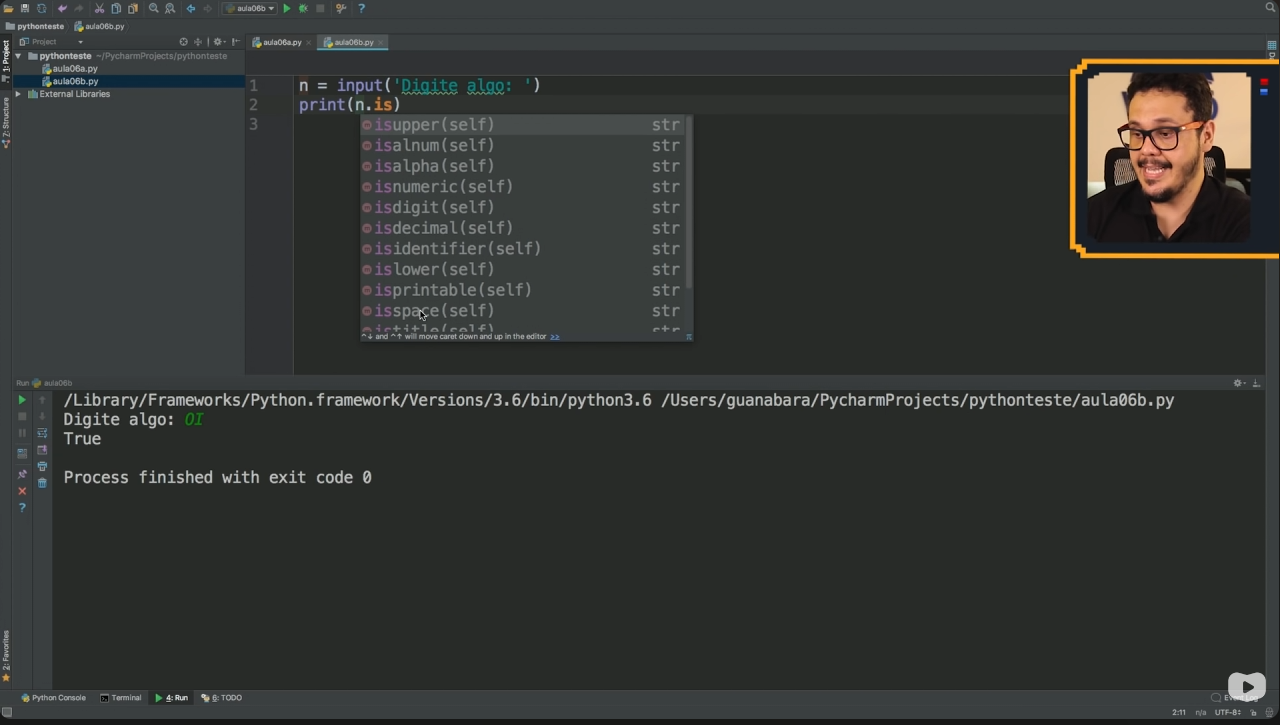 aula06b
pythonteste
aula06b.py
Project
pythonteste ~/PycharmProjects/pythonteste
aula06a.py
aula06b.py
External Libraries
1: Project
Z: Structure
2: Favorites
aula06a.py
aula06b.py
1 n = input('Digite algo: ')
2 print(n.is)
3
isupper(self) str
isalnum(self) str
isalpha(self) str
isnumeric(self) str
isdigit(self) str
isdecimal(self) str
isidentifier(self) str
islower(self) str
isprintable(self) str
isspace(self) str
istitle(self) str
^↓ and ^↑ will move caret down and up in the editor >>
π
Run aula06b
/Library/Frameworks/Python.framework/Versions/3.6/bin/python3.6 /Users/guanabara/PycharmProjects/pythonteste/aula06b.py
Digite algo: OI
True
Process finished with exit code 0
Python Console
Terminal
4: Run
6: TODO
Event Log
2:11 n/a UTF-8